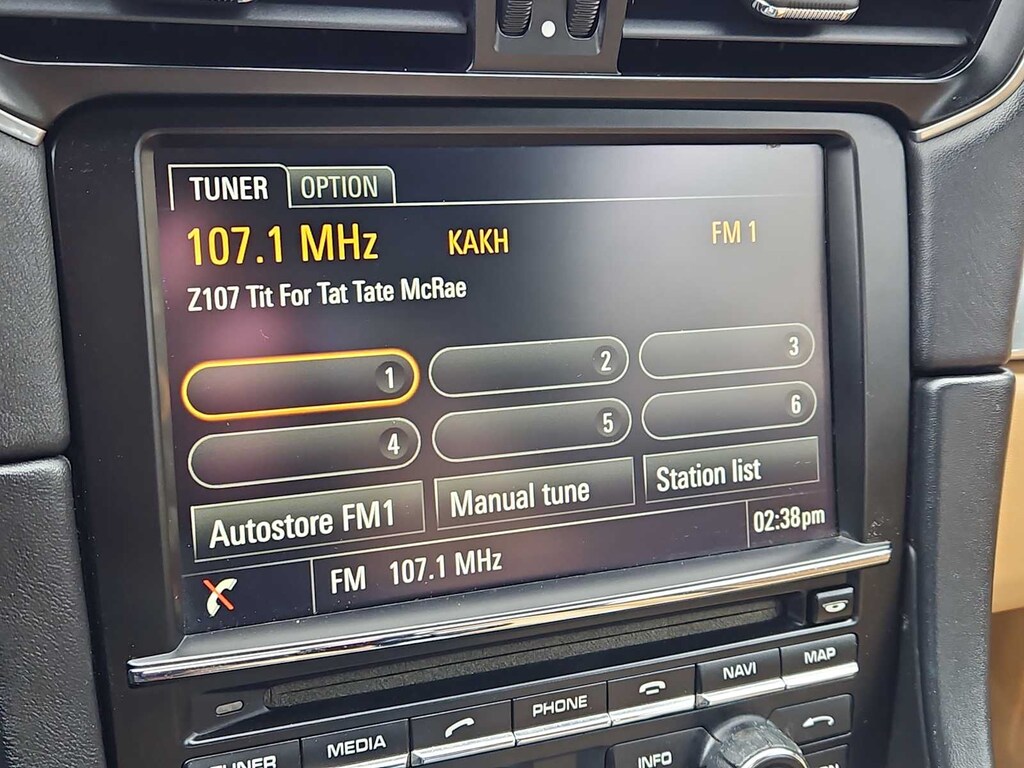 TUNER OPTION
107.1 MHz KAKH FM 1
Z107 Tit For Tat Tate McRae
1 2 3
4 5 6
Autostore FM1 Manual tune Station list
FM 107.1 MHz 02:38pm
TUNER MEDIA PHONE NAVI MAP
INFO